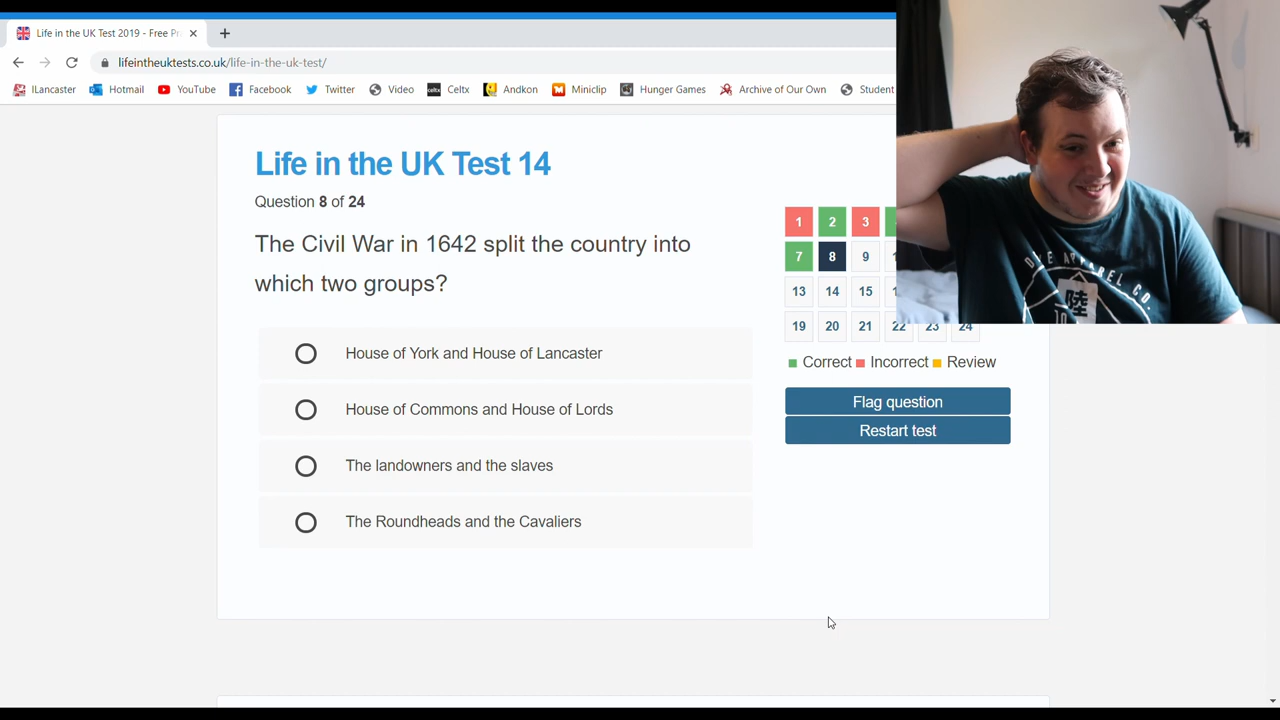 Life in the UK Test 2019 - Free Pr
lifeintheuktests.co.uk/life-in-the-uk-test/
ILancaster Hotmail YouTube Facebook Twitter Video celtx Celtx Andkon Miniclip Hunger Games Archive of Our Own Student
Life in the UK Test 14
Question 8 of 24
The Civil War in 1642 split the country into
which two groups?
House of York and House of Lancaster
House of Commons and House of Lords
The landowners and the slaves
The Roundheads and the Cavaliers
1 2 3
7 8 9
13 14 15
19 20 21 22 23 24
Correct Incorrect Review
Flag question
Restart test
陸